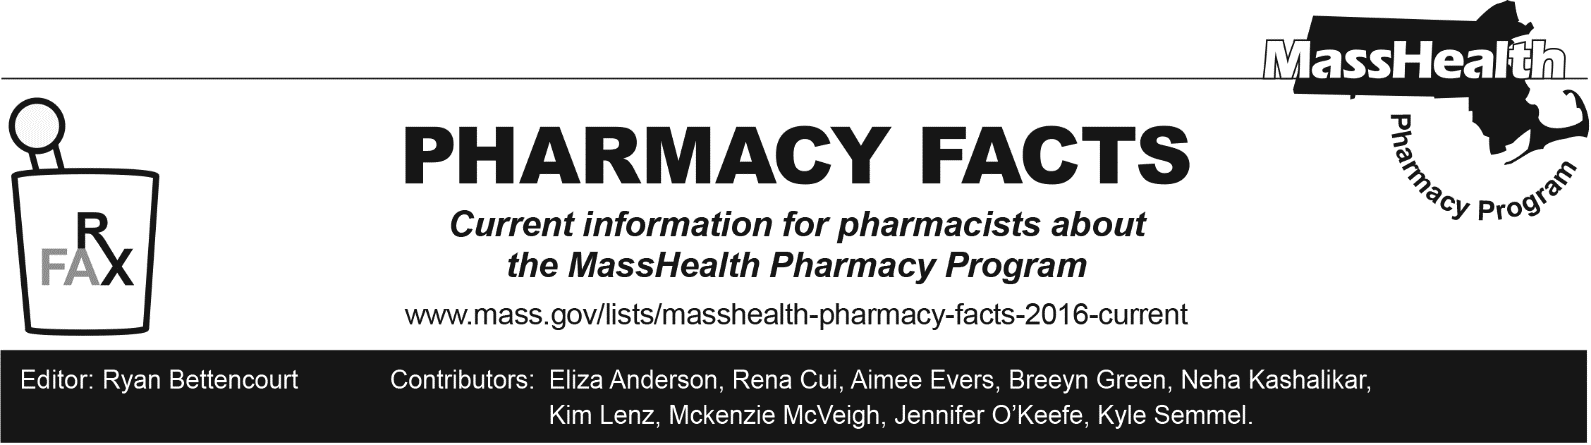 MassHealth
Pharmacy Program
PHARMACY FACTS
Current information for pharmacists about
the MassHealth Pharmacy Program
www.mass.gov/lists/masshealth-pharmacy-facts-2016-current
R
FAX
Editor: Ryan Bettencourt
Contributors: Eliza Anderson, Rena Cui, Aimee Evers, Breeyn Green, Neha Kashalikar,
Kim Lenz, Mckenzie McVeigh, Jennifer O’Keefe, Kyle Semmel.